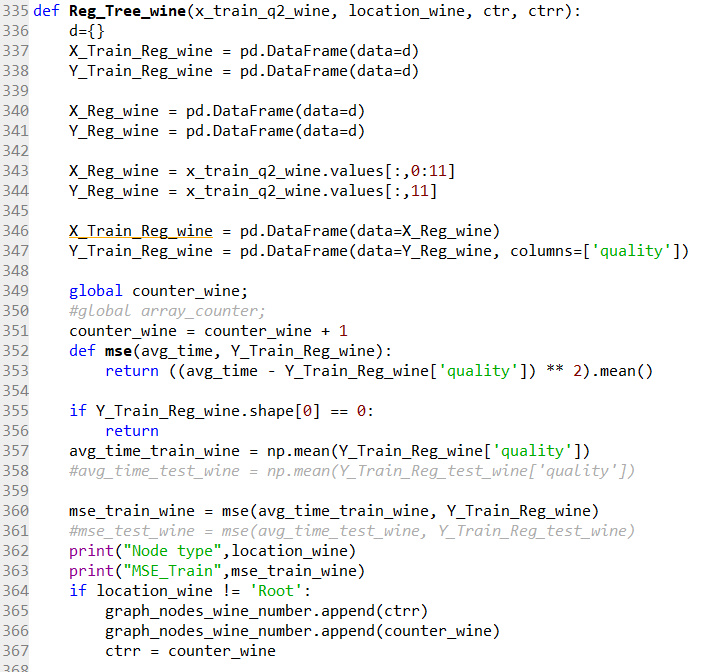 335 def Reg_Tree_wine(x_train_q2_wine, location_wine, ctr, ctrr):
336     d={}
337     X_Train_Reg_wine = pd.DataFrame(data=d)
338     Y_Train_Reg_wine = pd.DataFrame(data=d)
339
340     X_Reg_wine = pd.DataFrame(data=d)
341     Y_Reg_wine = pd.DataFrame(data=d)
342
343     X_Reg_wine = x_train_q2_wine.values[:,0:11]
344     Y_Reg_wine = x_train_q2_wine.values[:,11]
345
346     X_Train_Reg_wine = pd.DataFrame(data=X_Reg_wine)
347     Y_Train_Reg_wine = pd.DataFrame(data=Y_Reg_wine, columns=['quality'])
348
349     global counter_wine;
350     #global array_counter;
351     counter_wine = counter_wine + 1
352     def mse(avg_time, Y_Train_Reg_wine):
353         return ((avg_time - Y_Train_Reg_wine['quality']) ** 2).mean()
354
355     if Y_Train_Reg_wine.shape[0] == 0:
356         return
357     avg_time_train_wine = np.mean(Y_Train_Reg_wine['quality'])
358     #avg_time_test_wine = np.mean(Y_Train_Reg_test_wine['quality'])
359
360     mse_train_wine = mse(avg_time_train_wine, Y_Train_Reg_wine)
361     #mse_test_wine = mse(avg_time_test_wine, Y_Train_Reg_test_wine)
362     print("Node type",location_wine)
363     print("MSE_Train",mse_train_wine)
364     if location_wine != 'Root':
365         graph_nodes_wine_number.append(ctrr)
366         graph_nodes_wine_number.append(counter_wine)
367         ctrr = counter_wine
368